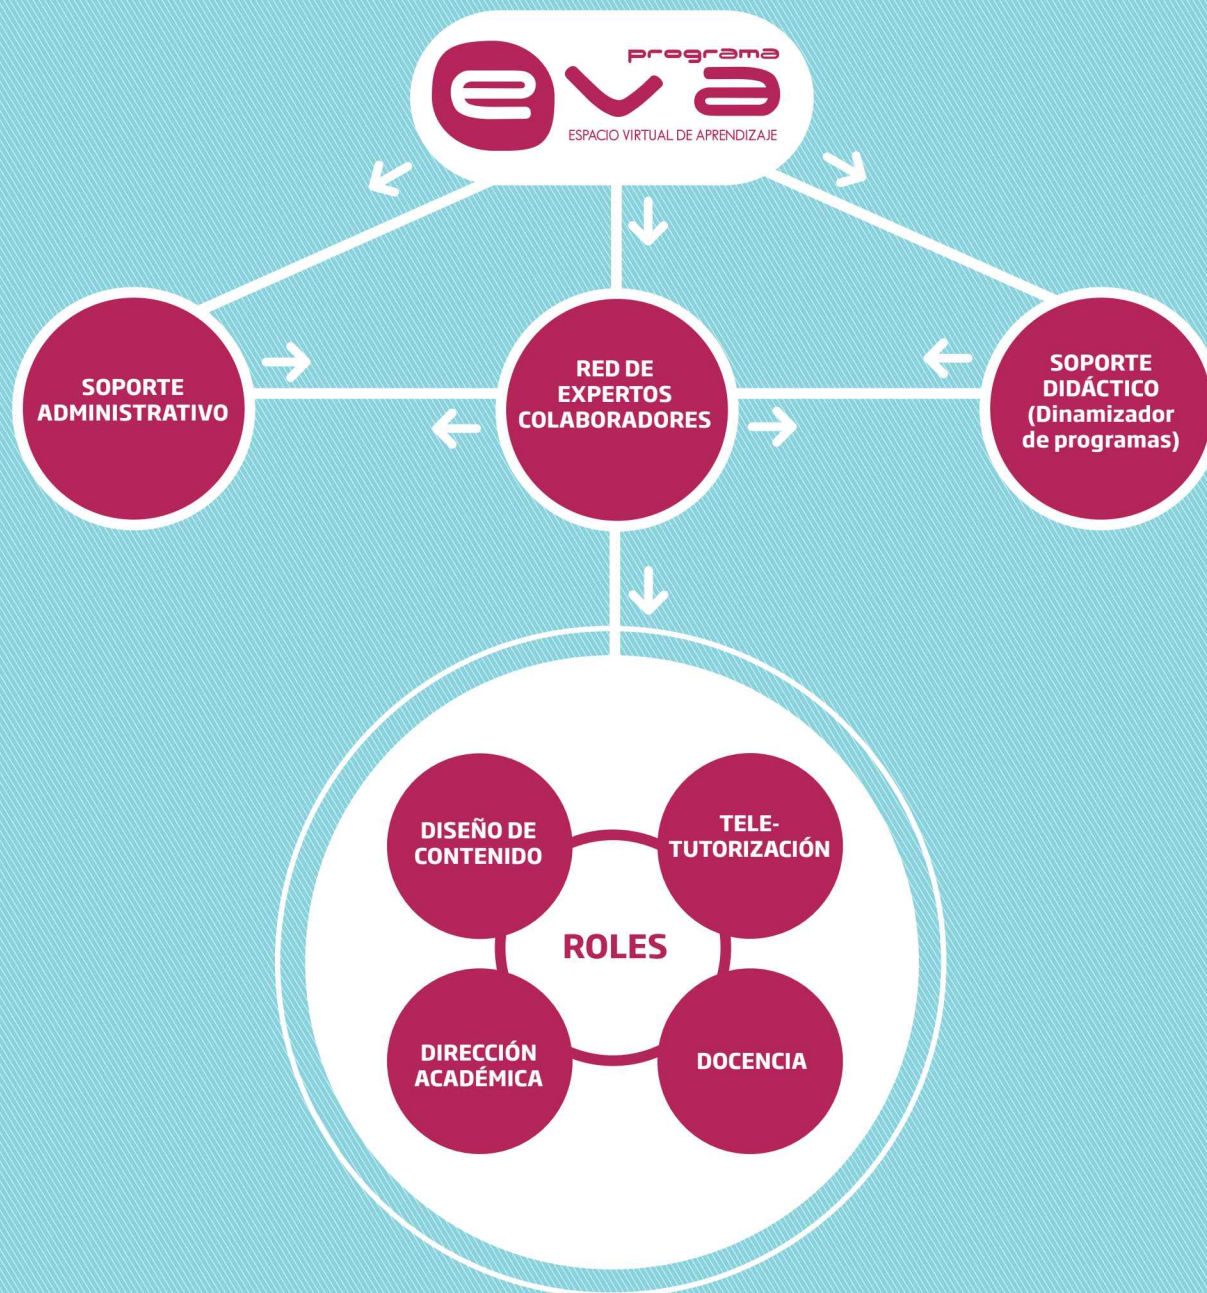 programa
eva
ESPACIO VIRTUAL DE APRENDIZAJE
SOPORTE
ADMINISTRATIVO
RED DE
EXPERTOS
COLABORADORES
SOPORTE
DIDÁCTICO
(Dinamizador
de programas)
DISEÑO DE
CONTENIDO
TELE-
TUTORIZACIÓN
ROLES
DIRECCIÓN
ACADÉMICA
DOCENCIA